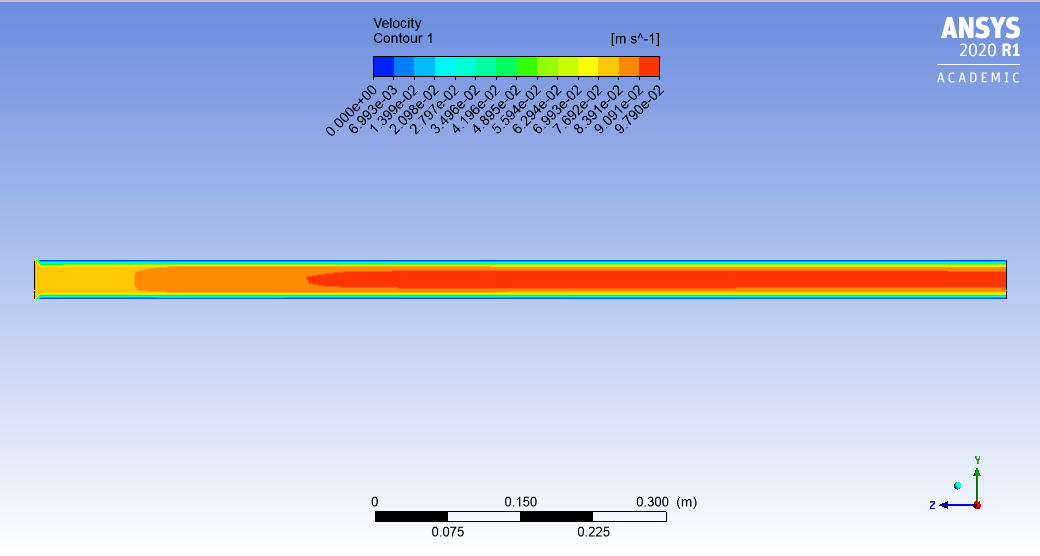 Velocity
Contour 1
[m s^-1]
0.000e+00
6.993e-03
1.399e-02
2.098e-02
2.797e-02
3.496e-02
4.196e-02
4.895e-02
5.594e-02
6.294e-02
6.993e-02
7.692e-02
8.391e-02
9.091e-02
9.790e-02
ANSYS
2020 R1
ACADEMIC
0 0.150 0.300 (m)
0.075 0.225
Y
Z